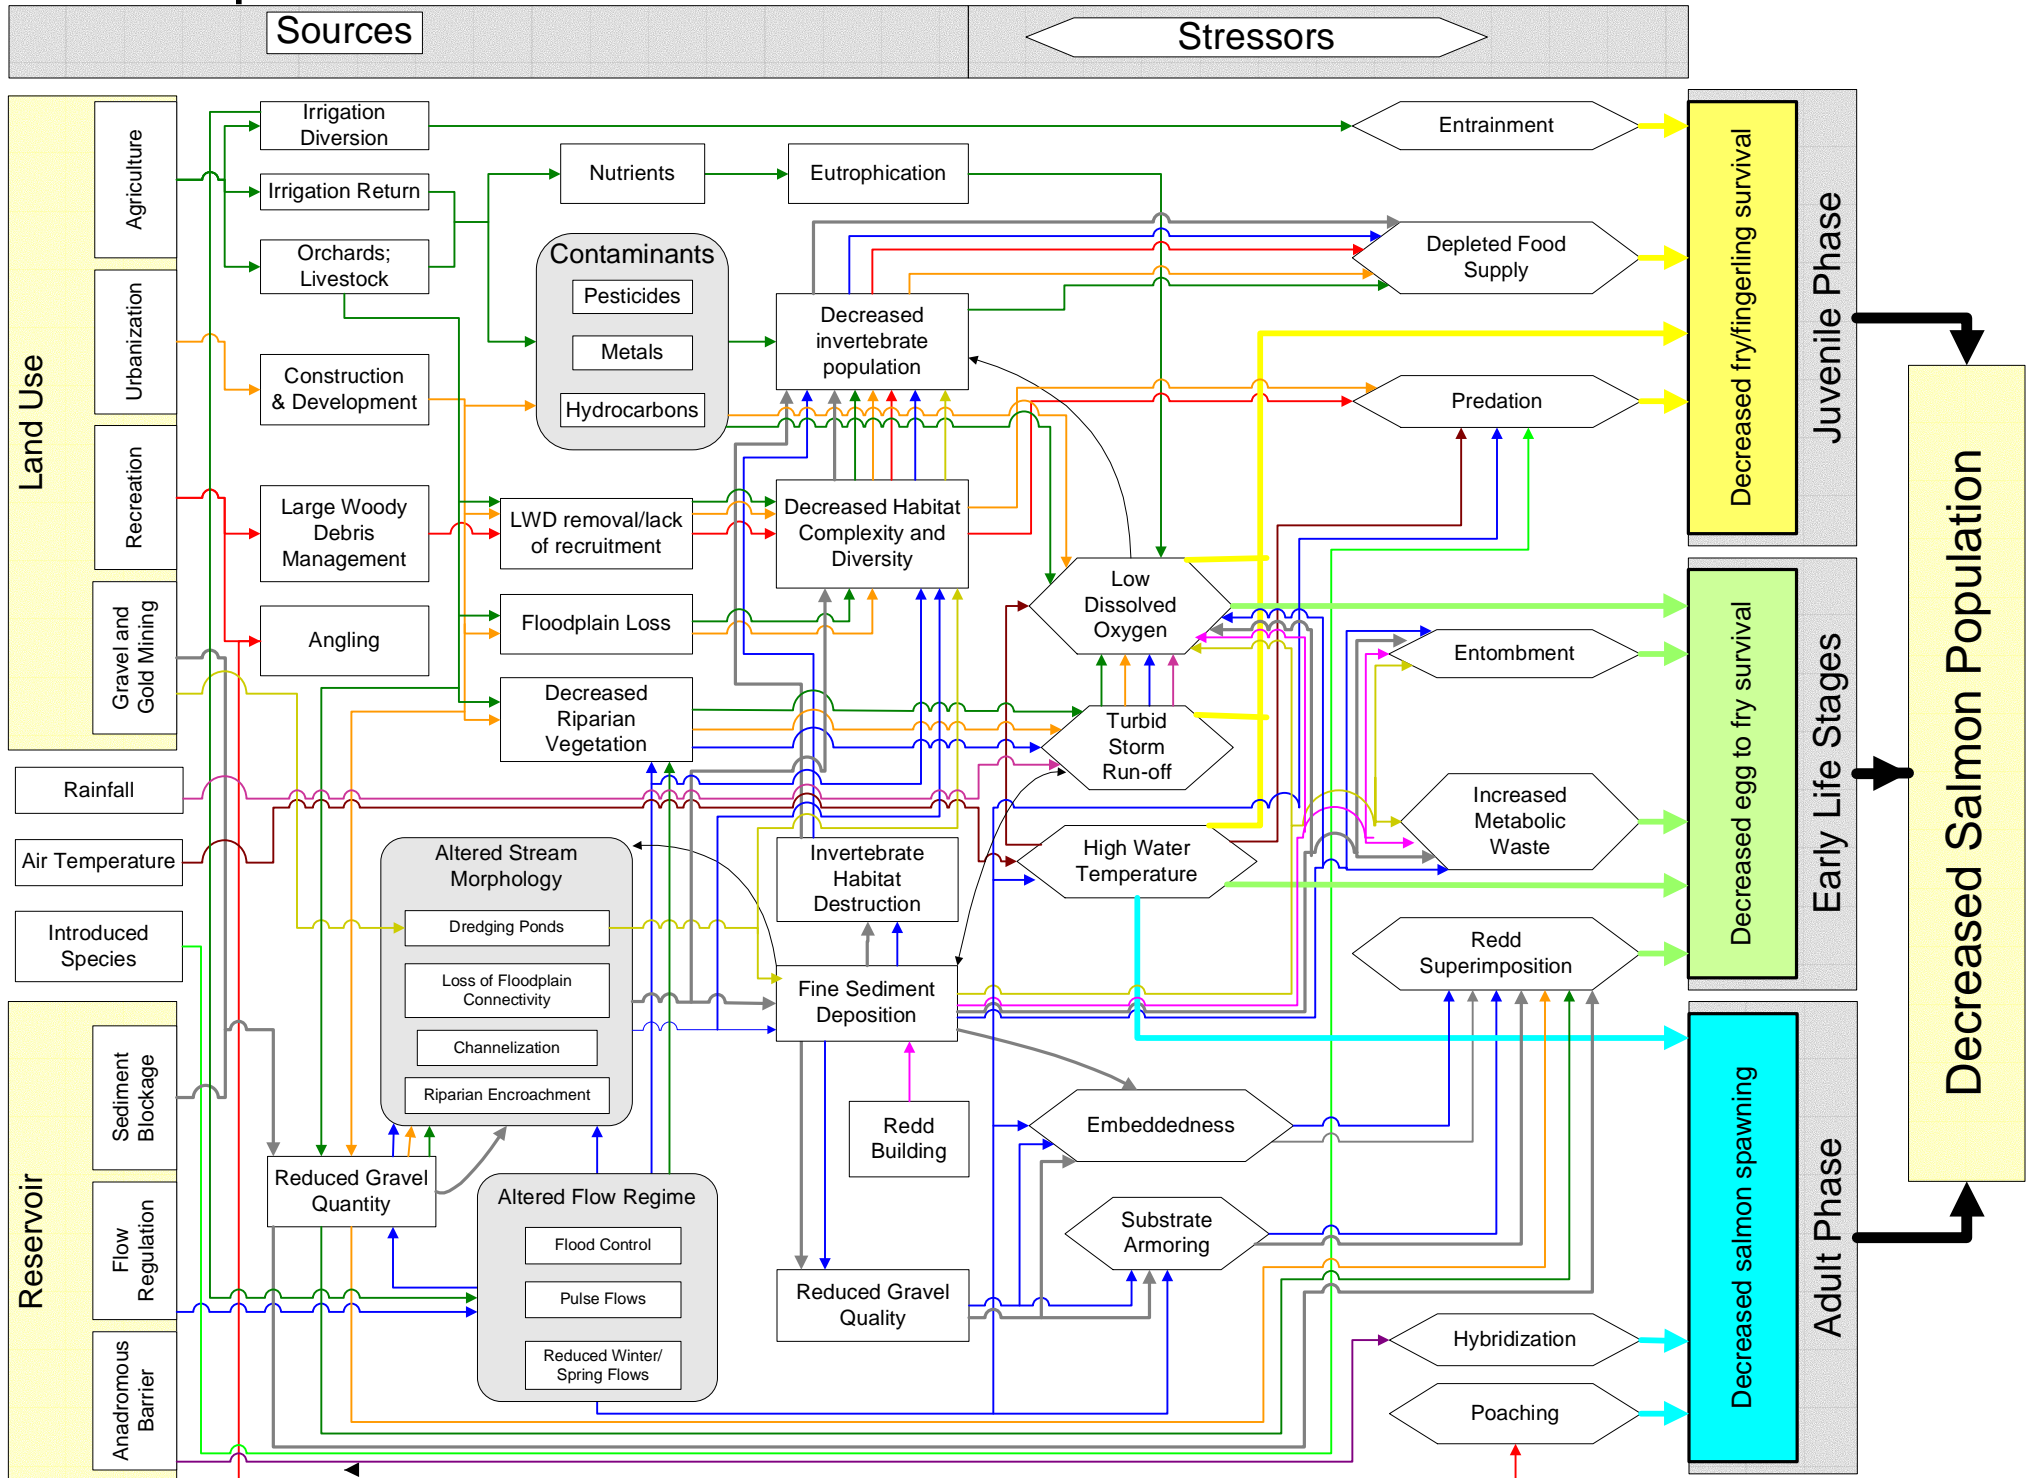 Sources
Stressors
Land Use
Agriculture
Urbanization
Recreation
Gravel and
Gold Mining
Rainfall
Air Temperature
Introduced
Species
Reservoir
Sediment
Blockage
Flow
Regulation
Anadromous
Barrier
Irrigation
Diversion
Irrigation Return
Orchards;
Livestock
Construction
& Development
Large Woody
Debris
Management
Angling
Nutrients
Eutrophication
Contaminants
Pesticides
Metals
Hydrocarbons
LWD removal/lack
of recruitment
Floodplain Loss
Decreased
Riparian
Vegetation
Decreased
invertebrate
population
Decreased Habitat
Complexity and
Diversity
Altered Stream
Morphology
Dredging Ponds
Loss of Floodplain
Connectivity
Channelization
Riparian Encroachment
Invertebrate
Habitat
Destruction
Fine Sediment
Deposition
Redd
Building
Reduced Gravel
Quantity
Altered Flow Regime
Flood Control
Pulse Flows
Reduced Winter/
Spring Flows
Reduced Gravel
Quality
Entrainment
Depleted Food
Supply
Predation
Low
Dissolved
Oxygen
Turbid
Storm
Run-off
High Water
Temperature
Entombment
Increased
Metabolic
Waste
Redd
Superimposition
Embeddedness
Substrate
Armoring
Hybridization
Poaching
Decreased fry/fingerling survival
Juvenile Phase
Decreased egg to fry survival
Early Life Stages
Decreased salmon spawning
Adult Phase
Decreased Salmon Population